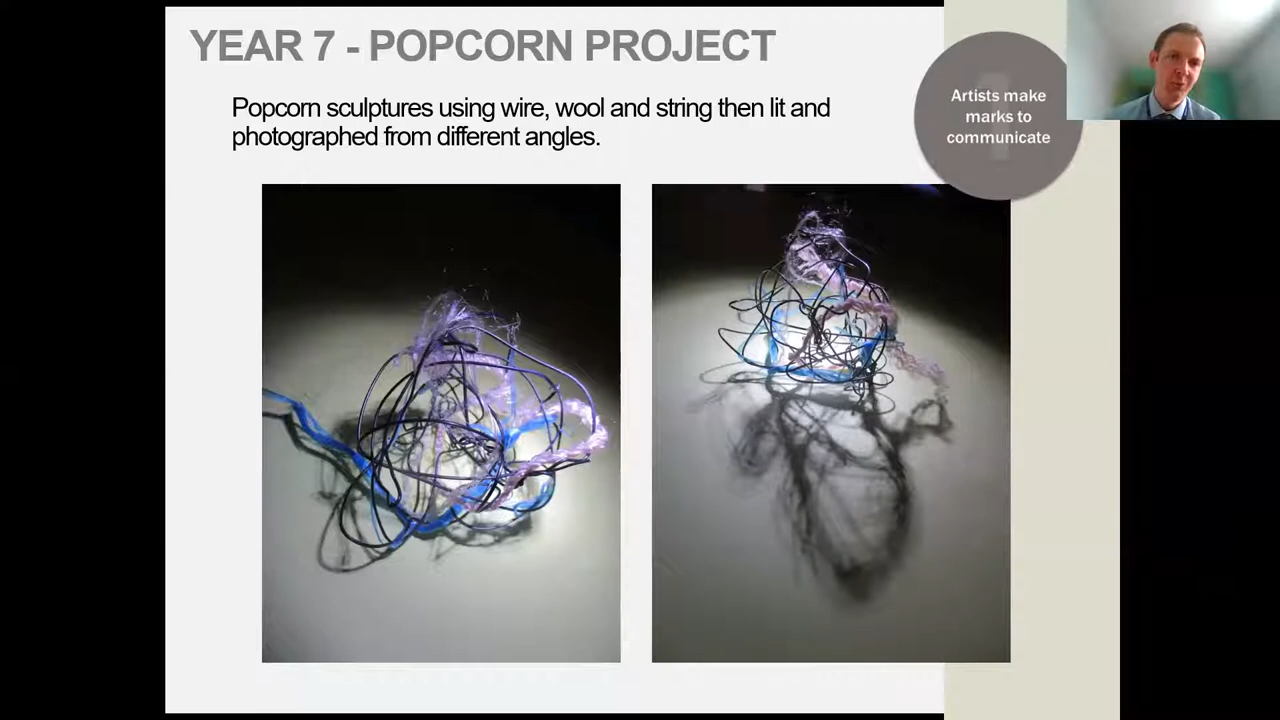 YEAR 7 - POPCORN PROJECT
Popcorn sculptures using wire, wool and string then lit and
photographed from different angles.
Artists make
marks to
communicate